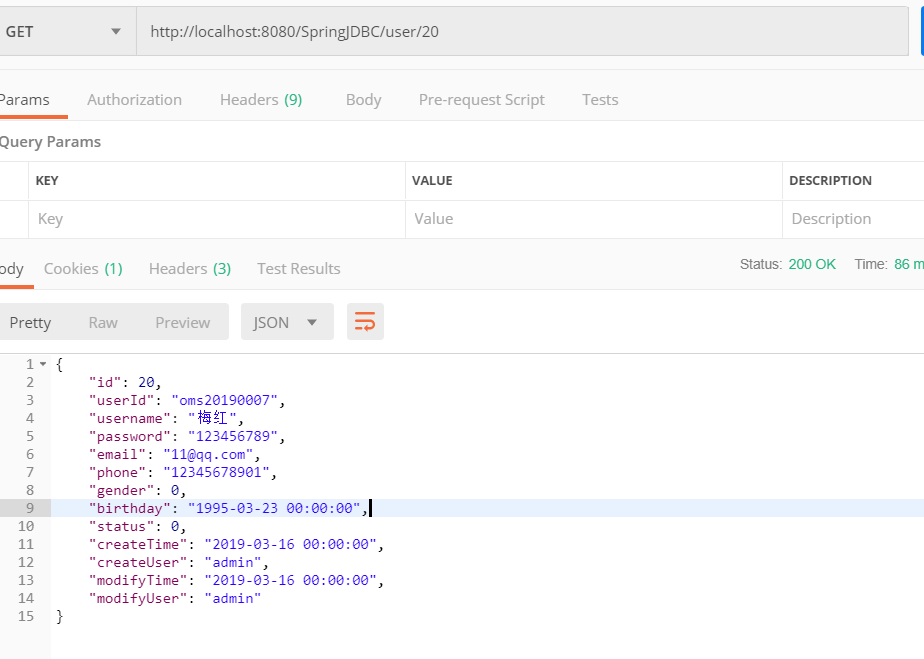 GET http://localhost:8080/SpringJDBC/user/20
Params Authorization Headers (9) Body Pre-request Script Tests
Query Params
KEY VALUE DESCRIPTION
Key Value Description
ody Cookies (1) Headers (3) Test Results Status: 200 OK Time: 86 m
Pretty Raw Preview JSON
1 {
2 "id": 20,
3 "userId": "oms20190007",
4 "username": "梅红",
5 "password": "123456789",
6 "email": "11@qq.com",
7 "phone": "12345678901",
8 "gender": 0,
9 "birthday": "1995-03-23 00:00:00",
10 "status": 0,
11 "createTime": "2019-03-16 00:00:00",
12 "createUser": "admin",
13 "modifyTime": "2019-03-16 00:00:00",
14 "modifyUser": "admin"
15 }